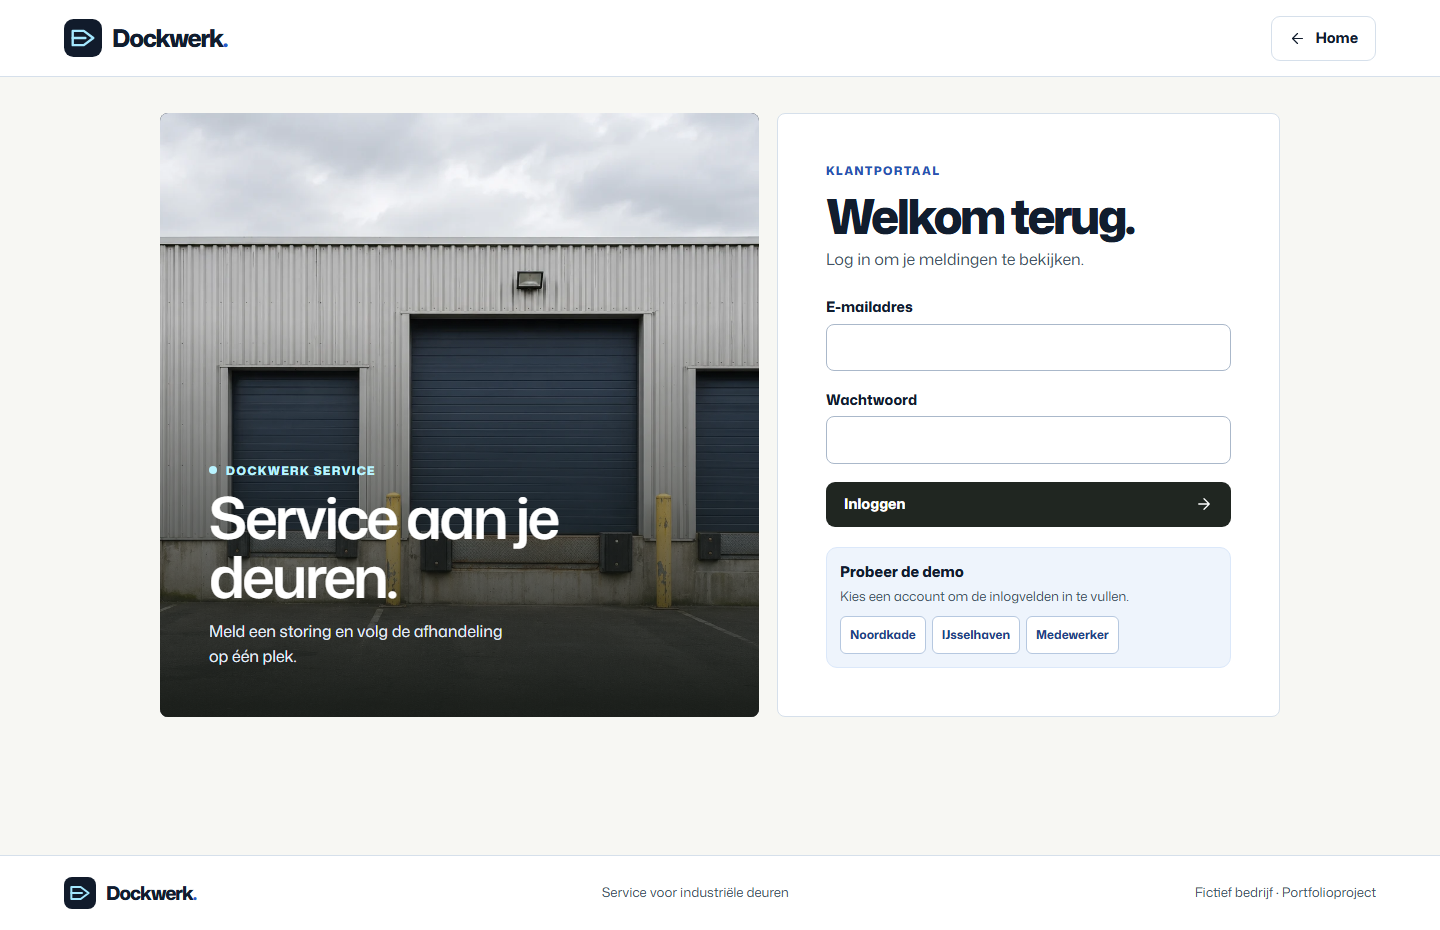 Dockwerk.
Home
DOCKWERK SERVICE
Service aan je
deuren.
Meld een storing en volg de afhandeling
op één plek.
KLANTPORTAAL
Welkom terug.
Log in om je meldingen te bekijken.
E-mailadres
Wachtwoord
Inloggen
Probeer de demo
Kies een account om de inlogvelden in te vullen.
Noordkade
IJsselhaven
Medewerker
Dockwerk.
Service voor industriële deuren
Fictief bedrijf · Portfolioproject